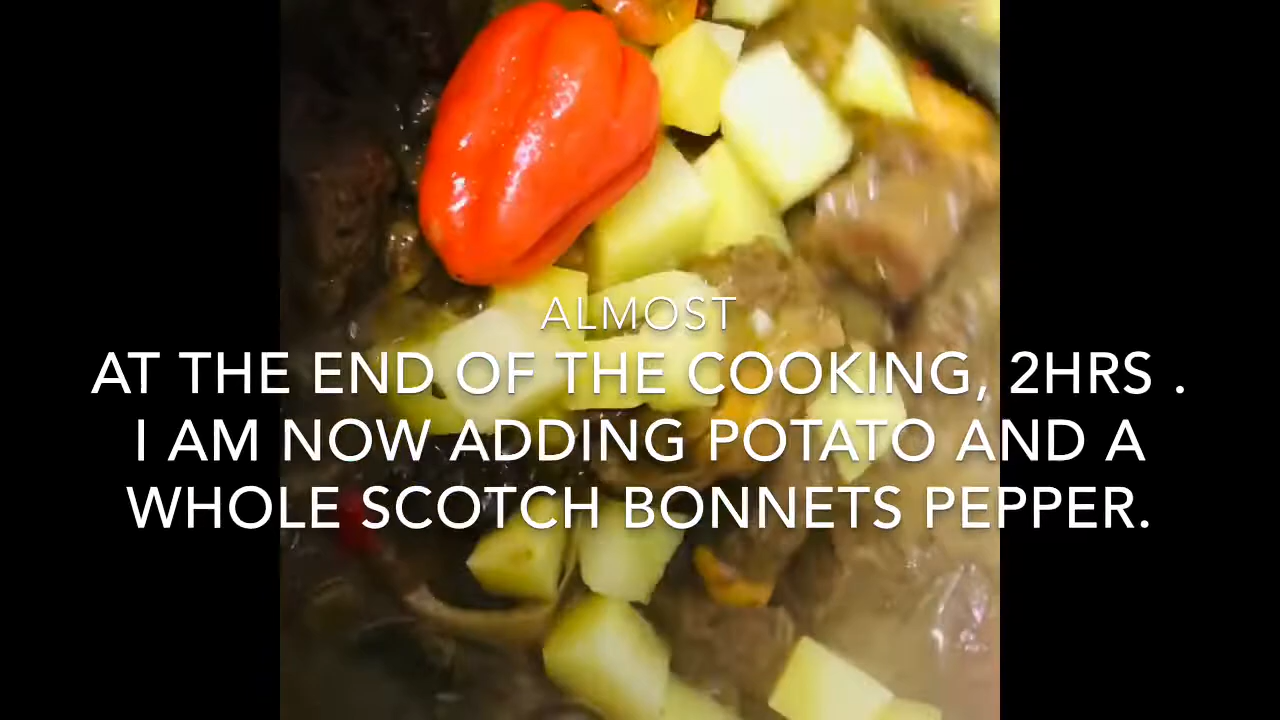 ALMOST
AT THE END OF THE COOKING, 2HRS .
I AM NOW ADDING POTATO AND A
WHOLE SCOTCH BONNETS PEPPER.